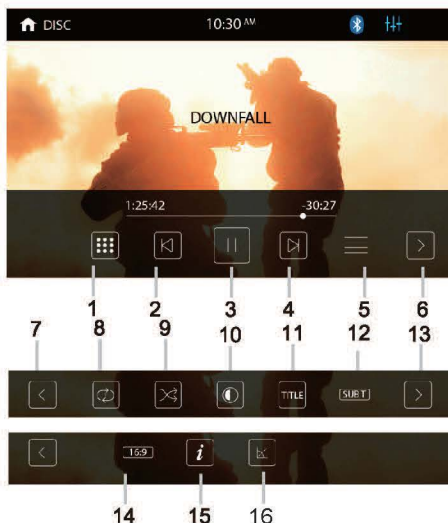 DISC 10:30 AM
DOWNFALL
1:25:42 -30:27
1 2 3 4 5 6
7 8 9 10 11 12 13
TITLE [SUBT]
16:9 i
14 15 16